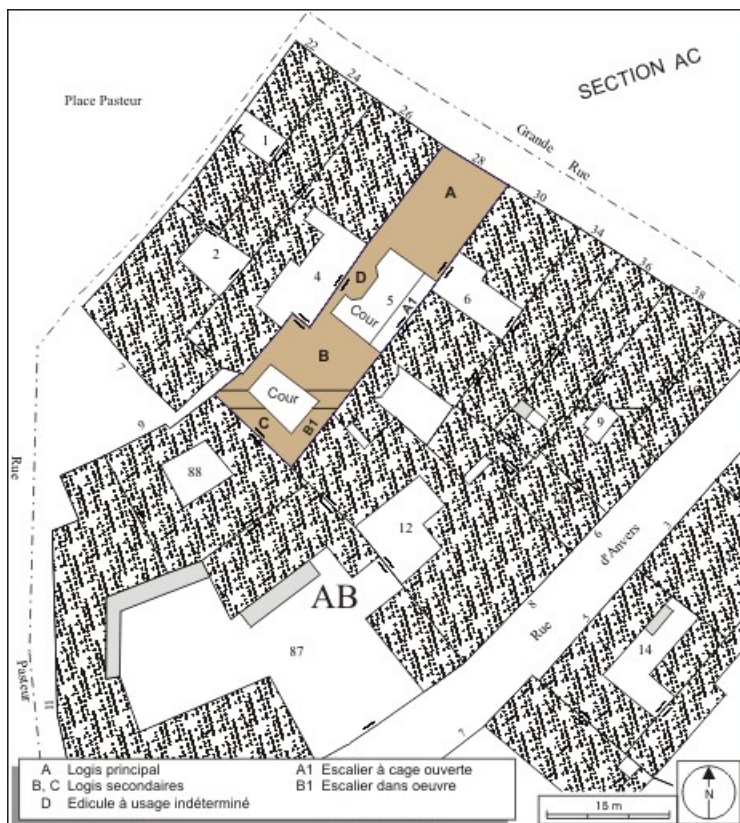 SECTION AC
Place Pasteur
22
24
26
Grande Rue
28
30
34
36
38
1
2
4
A
D
5
A1
6
Cour
B
7
Cour
C
B1
9
9
88
12
Rue
6
d'Anvers
3
8
AB
Rue
5
87
14
Pasteur
11
7
A Logis principal
B, C Logis secondaires
D Edicule à usage indéterminé
A1 Escalier à cage ouverte
B1 Escalier dans oeuvre
15 m
N